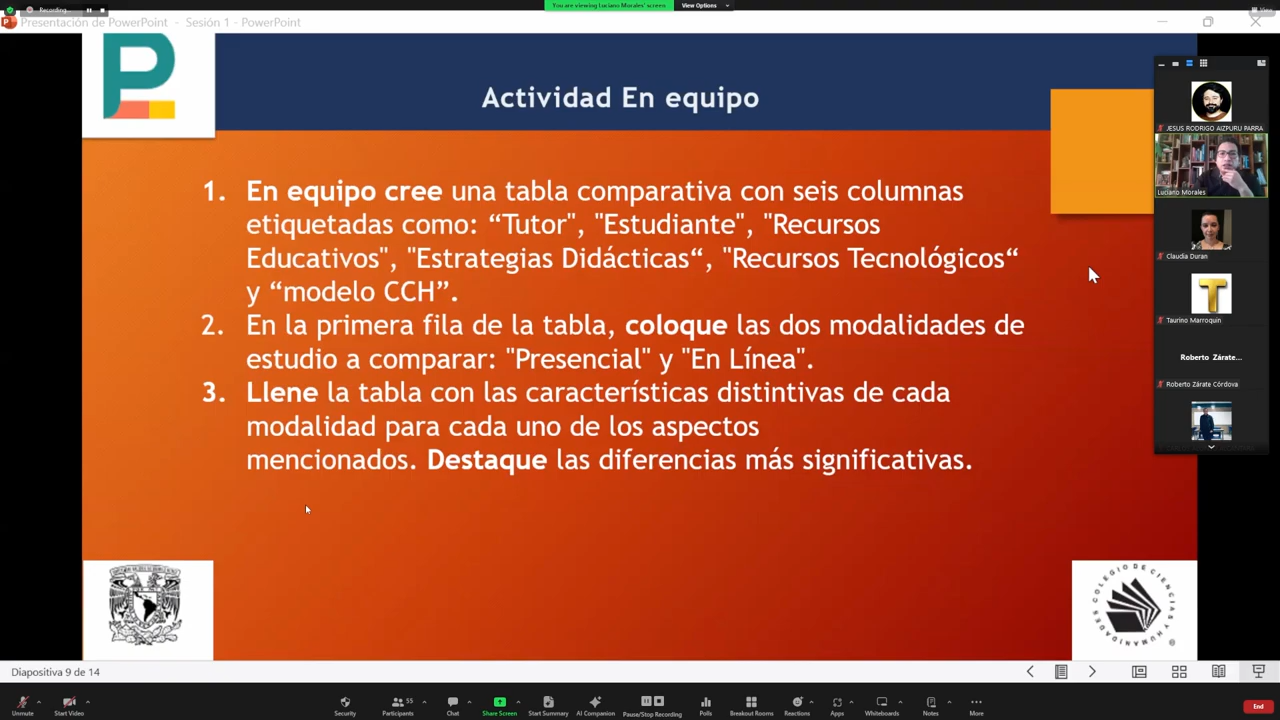 Recording...
You are viewing Luciano Morales' screen
View Options
View
Presentación de PowerPoint - Sesión 1 - PowerPoint
P
Actividad En equipo
1. En equipo cree una tabla comparativa con seis columnas
etiquetadas como: “Tutor", "Estudiante", "Recursos
Educativos", "Estrategias Didácticas“, "Recursos Tecnológicos“
y “modelo CCH”.
2. En la primera fila de la tabla, coloque las dos modalidades de
estudio a comparar: "Presencial" y "En Línea".
3. Llene la tabla con las características distintivas de cada
modalidad para cada uno de los aspectos
mencionados. Destaque las diferencias más significativas.
JESUS RODRIGO AIZPURU PARRA
Luciano Morales
Claudia Duran
T
Taurino Marroquin
Roberto Zárate...
Roberto Zárate Córdova
COLEGIO DE CIENCIAS Y HUMANIDADES
Diapositiva 9 de 14
Unmute
Start Video
Security
55
Participants
Chat
Share Screen
Start Summary
AI Companion
Pause/Stop Recording
Polls
Breakout Rooms
Reactions
Apps
Whiteboards
Notes
More
End